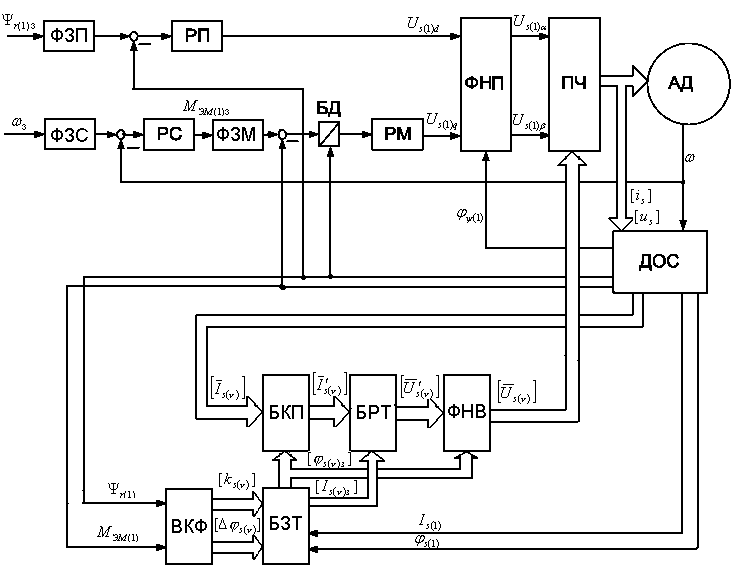 Ψr(1)з
ФЗП
РП
Us(1)d
ФНП
Us(1)α
ПЧ
АД
ωз
ФЗС
РС
MЭМ(1)з
ФЗМ
БД
РМ
Us(1)q
Us(1)β
ω
φψ(1)
[is]
[us]
ДОС
[Īs(ν)]
БКП
[Ī′s(ν)]
БРТ
[U̅′s(ν)]
ФНВ
[U̅s(ν)]
[φs(ν)з]
[Is(ν)з]
Ψr(1)
[ks(ν)]
ВКФ
[Δφs(ν)]
БЗТ
MЭМ(1)
Is(1)
φs(1)